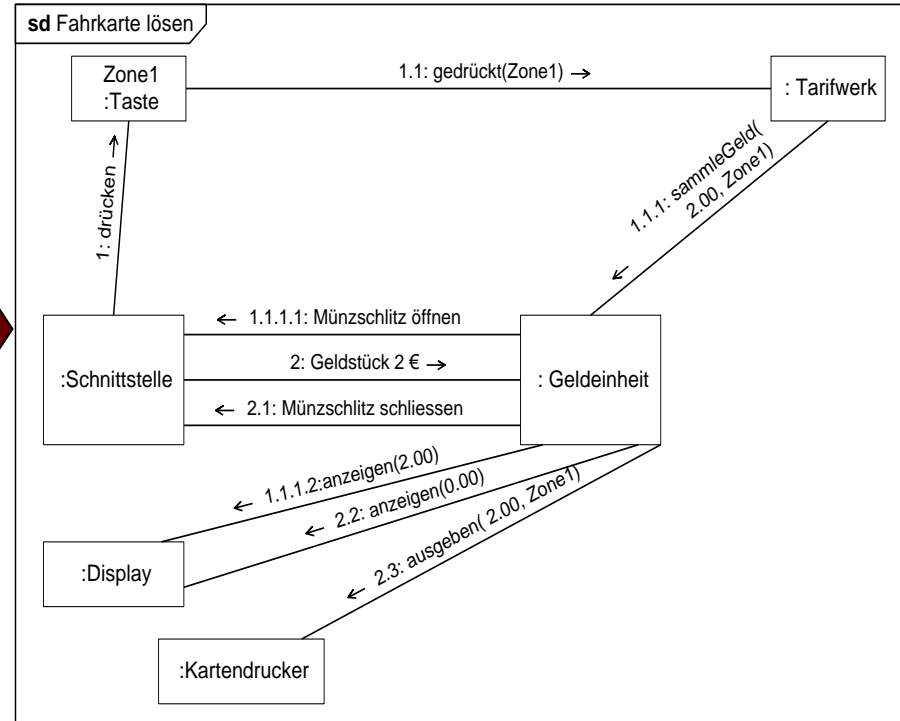 sd Fahrkarte lösen
Zone1
:Taste
1.1: gedrückt(Zone1) →
: Tarifwerk
1: drücken →
1.1.1: sammleGeld(
2.00, Zone1)
← 1.1.1.1: Münzschlitz öffnen
2: Geldstück 2 € →
:Schnittstelle
: Geldeinheit
← 2.1: Münzschlitz schliessen
← 1.1.1.2:anzeigen(2.00)
← 2.2: anzeigen(0.00)
← 2.3: ausgeben( 2.00, Zone1)
:Display
:Kartendrucker